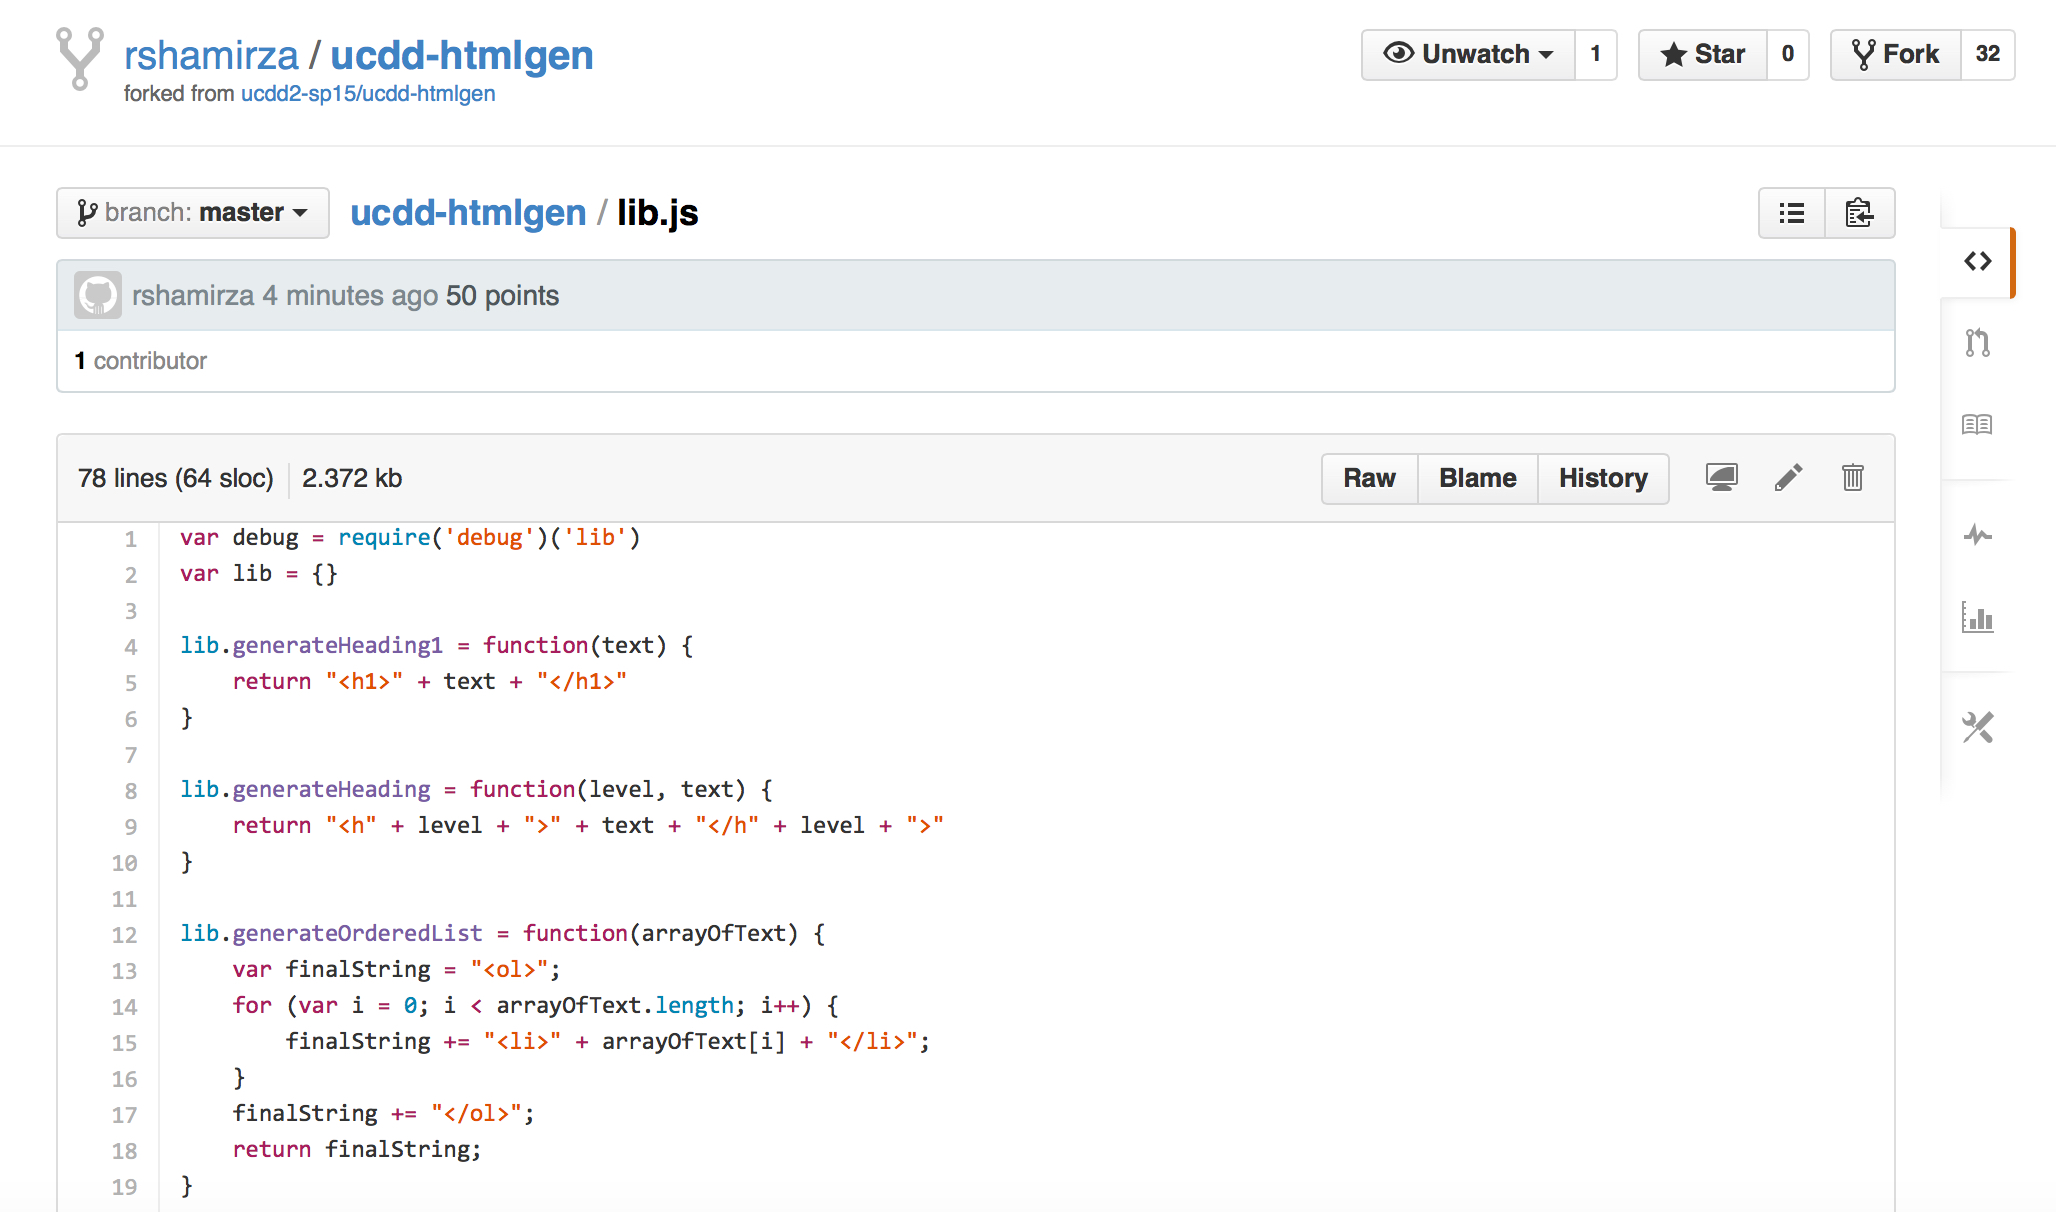 rshamirza / ucdd-htmlgen
forked from ucdd2-sp15/ucdd-htmlgen
Unwatch 1
Star 0
Fork 32
branch: master
ucdd-htmlgen / lib.js
rshamirza 4 minutes ago 50 points
1 contributor
78 lines (64 sloc) 2.372 kb
Raw Blame History
1 var debug = require('debug')('lib')
2 var lib = {}
3
4 lib.generateHeading1 = function(text) {
5     return "<h1>" + text + "</h1>"
6 }
7
8 lib.generateHeading = function(level, text) {
9     return "<h" + level + ">" + text + "</h" + level + ">"
10 }
11
12 lib.generateOrderedList = function(arrayOfText) {
13     var finalString = "<ol>";
14     for (var i = 0; i < arrayOfText.length; i++) {
15         finalString += "<li>" + arrayOfText[i] + "</li>";
16     }
17     finalString += "</ol>";
18     return finalString;
19 }